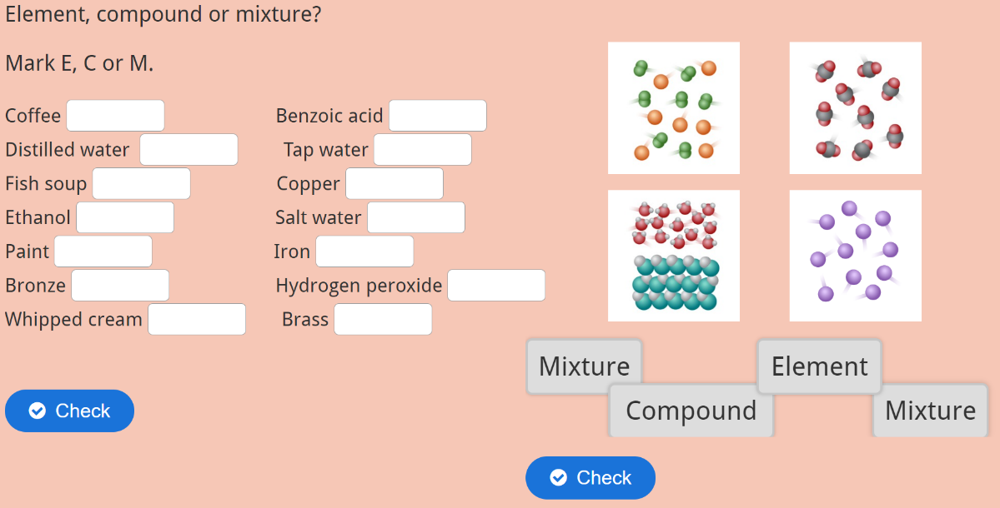 Element, compound or mixture?
Mark E, C or M.
Coffee
Distilled water
Fish soup
Ethanol
Paint
Bronze
Whipped cream
Benzoic acid
Tap water
Copper
Salt water
Iron
Hydrogen peroxide
Brass
Check
Mixture
Element
Compound
Mixture
Check